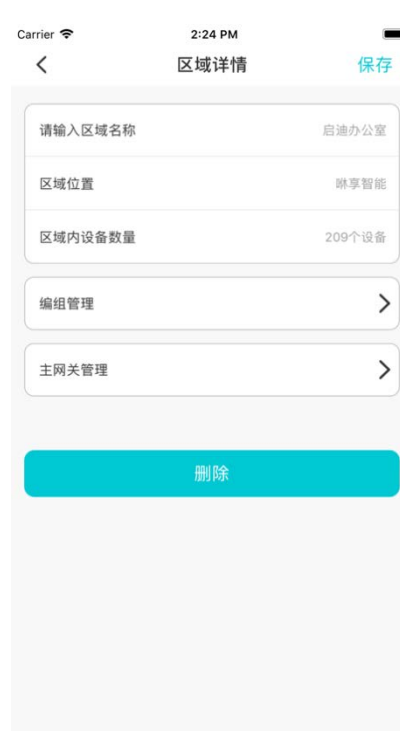 Carrier 2:24 PM
区域详情 保存
请输入区域名称 启迪办公室
区域位置 咻享智能
区域内设备数量 209个设备
编组管理
主网关管理
删除